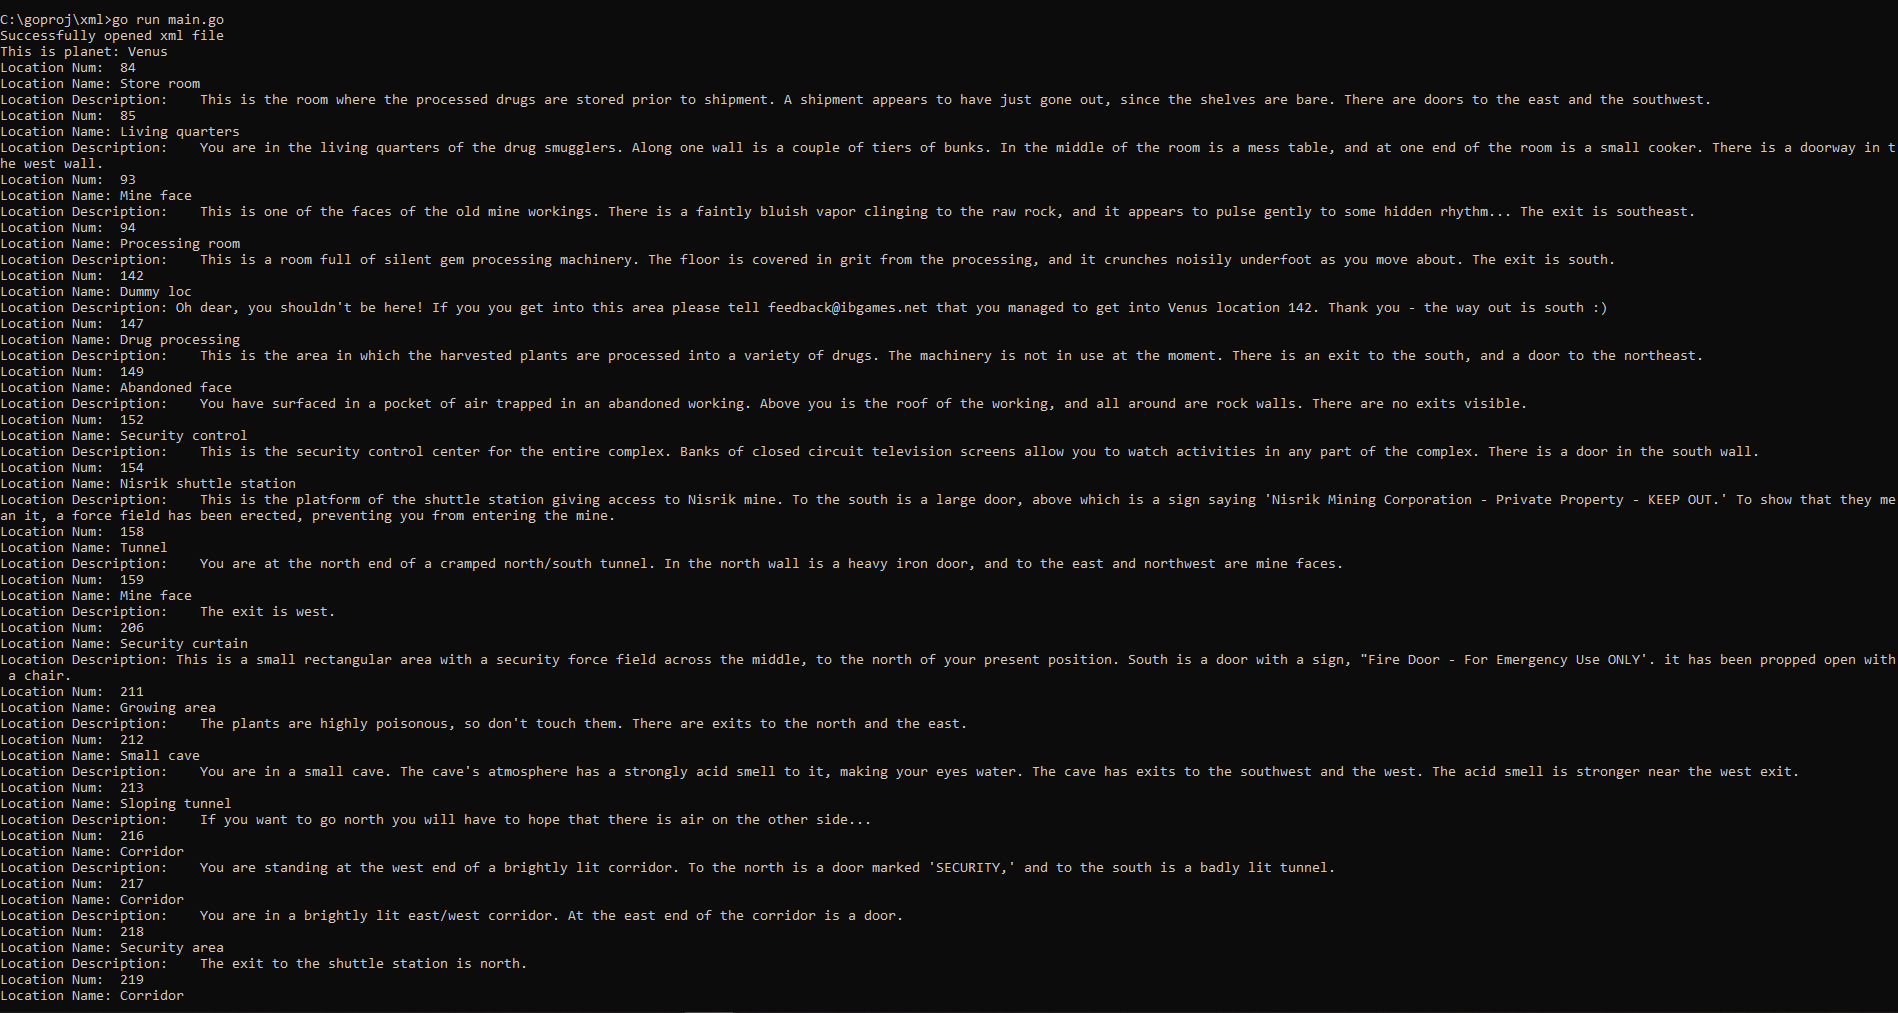 C:\goproj\xml>go run main.go
Successfully opened xml file
This is planet: Venus
Location Num:  84
Location Name: Store room
Location Description:    This is the room where the processed drugs are stored prior to shipment. A shipment appears to have just gone out, since the shelves are bare. There are doors to the east and the southwest.
Location Num:  85
Location Name: Living quarters
Location Description:    You are in the living quarters of the drug smugglers. Along one wall is a couple of tiers of bunks. In the middle of the room is a mess table, and at one end of the room is a small cooker. There is a doorway in t
he west wall.
Location Num:  93
Location Name: Mine face
Location Description:    This is one of the faces of the old mine workings. There is a faintly bluish vapor clinging to the raw rock, and it appears to pulse gently to some hidden rhythm... The exit is southeast.
Location Num:  94
Location Name: Processing room
Location Description:    This is a room full of silent gem processing machinery. The floor is covered in grit from the processing, and it crunches noisily underfoot as you move about. The exit is south.
Location Num:  142
Location Name: Dummy loc
Location Description: Oh dear, you shouldn't be here! If you you get into this area please tell feedback@ibgames.net that you managed to get into Venus location 142. Thank you - the way out is south :)
Location Num:  147
Location Name: Drug processing
Location Description:    This is the area in which the harvested plants are processed into a variety of drugs. The machinery is not in use at the moment. There is an exit to the south, and a door to the northeast.
Location Num:  149
Location Name: Abandoned face
Location Description:    You have surfaced in a pocket of air trapped in an abandoned working. Above you is the roof of the working, and all around are rock walls. There are no exits visible.
Location Num:  152
Location Name: Security control
Location Description:    This is the security control center for the entire complex. Banks of closed circuit television screens allow you to watch activities in any part of the complex. There is a door in the south wall.
Location Num:  154
Location Name: Nisrik shuttle station
Location Description:    This is the platform of the shuttle station giving access to Nisrik mine. To the south is a large door, above which is a sign saying 'Nisrik Mining Corporation - Private Property - KEEP OUT.' To show that they me
an it, a force field has been erected, preventing you from entering the mine.
Location Num:  158
Location Name: Tunnel
Location Description:    You are at the north end of a cramped north/south tunnel. In the north wall is a heavy iron door, and to the east and northwest are mine faces.
Location Num:  159
Location Name: Mine face
Location Description:    The exit is west.
Location Num:  206
Location Name: Security curtain
Location Description: This is a small rectangular area with a security force field across the middle, to the north of your present position. South is a door with a sign, "Fire Door - For Emergency Use ONLY'. it has been propped open with
 a chair.
Location Num:  211
Location Name: Growing area
Location Description:    The plants are highly poisonous, so don't touch them. There are exits to the north and the east.
Location Num:  212
Location Name: Small cave
Location Description:    You are in a small cave. The cave's atmosphere has a strongly acid smell to it, making your eyes water. The cave has exits to the southwest and the west. The acid smell is stronger near the west exit.
Location Num:  213
Location Name: Sloping tunnel
Location Description:    If you want to go north you will have to hope that there is air on the other side...
Location Num:  216
Location Name: Corridor
Location Description:    You are standing at the west end of a brightly lit corridor. To the north is a door marked 'SECURITY,' and to the south is a badly lit tunnel.
Location Num:  217
Location Name: Corridor
Location Description:    You are in a brightly lit east/west corridor. At the east end of the corridor is a door.
Location Num:  218
Location Name: Security area
Location Description:    The exit to the shuttle station is north.
Location Num:  219
Location Name: Corridor